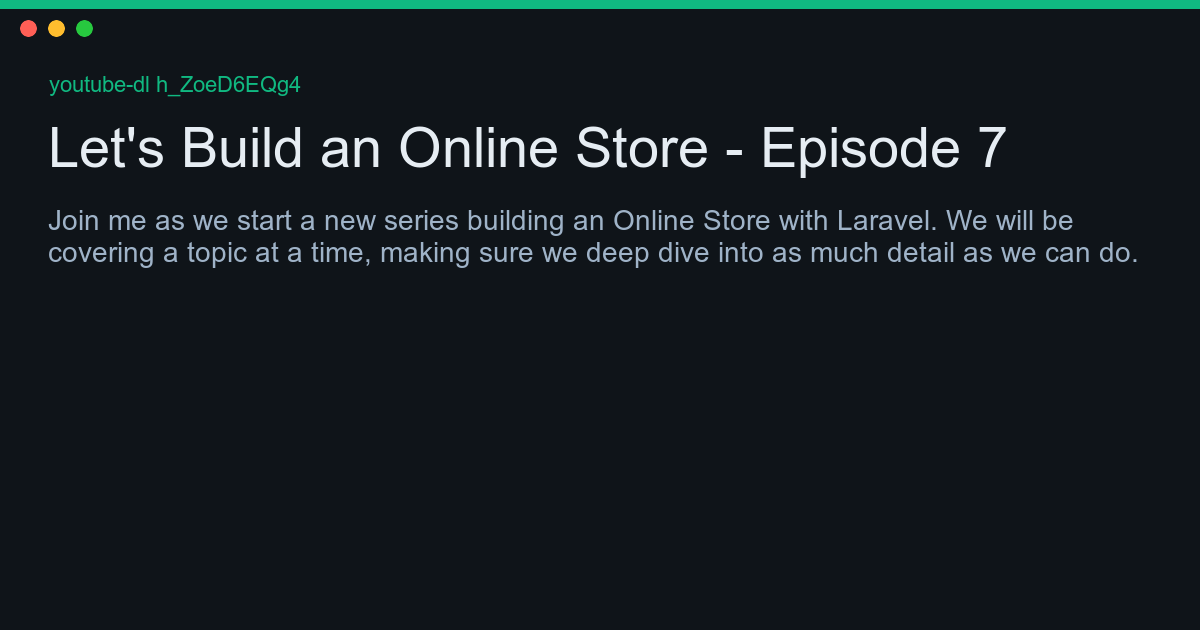 youtube-dl h_ZoeD6EQg4
Let's Build an Online Store - Episode 7
Join me as we start a new series building an Online Store with Laravel. We will be
covering a topic at a time, making sure we deep dive into as much detail as we can do.